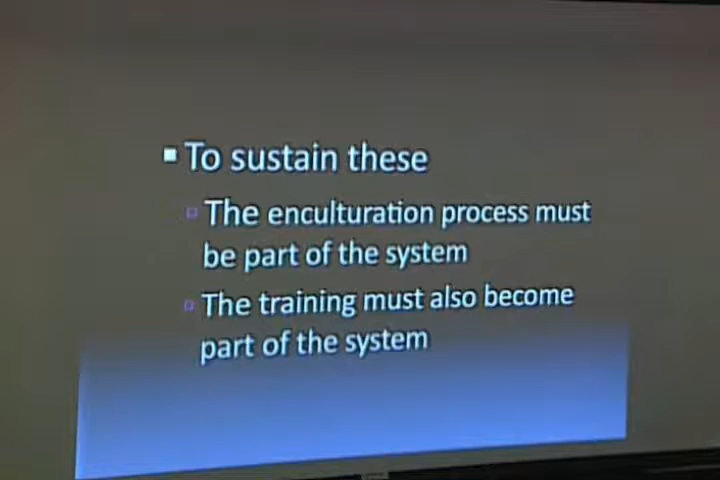 To sustain these
The enculturation process must
be part of the system
The training must also become
part of the system